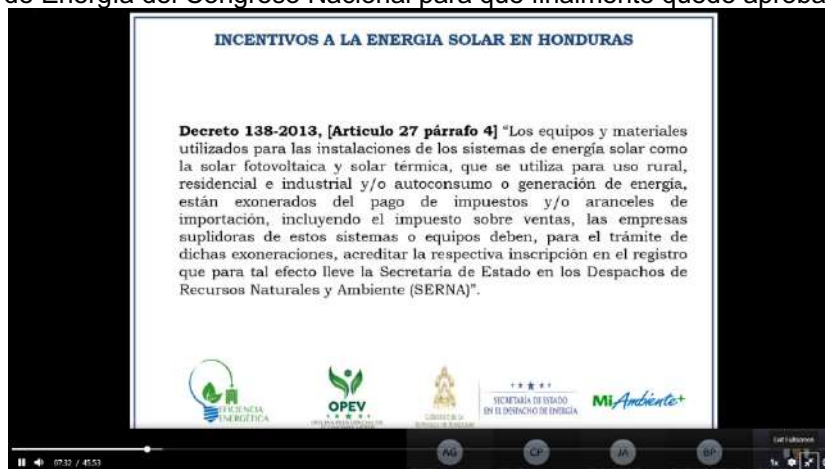 de Energía del Congreso Nacional para que finalmente quede aproba
INCENTIVOS A LA ENERGIA SOLAR EN HONDURAS
Decreto 138-2013, [Articulo 27 párrafo 4] “Los equipos y materiales
utilizados para las instalaciones de los sistemas de energía solar como
la solar fotovoltaica y solar térmica, que se utiliza para uso rural,
residencial e industrial y/o autoconsumo o generación de energía,
están exonerados del pago de impuestos y/o aranceles de
importación, incluyendo el impuesto sobre ventas, las empresas
suplidoras de estos sistemas o equipos deben, para el trámite de
dichas exoneraciones, acreditar la respectiva inscripción en el registro
que para tal efecto lleve la Secretaría de Estado en los Despachos de
Recursos Naturales y Ambiente (SERNA)”.
EFICIENCIA
ENERGÉTICA
OPEV
SECRETARÍA DE ESTADO
EN EL DESPACHO DE ENERGÍA
MiAmbiente+
AG
CP
JA
BP
Exit Fullscreen
07:32 / 45:53
1x